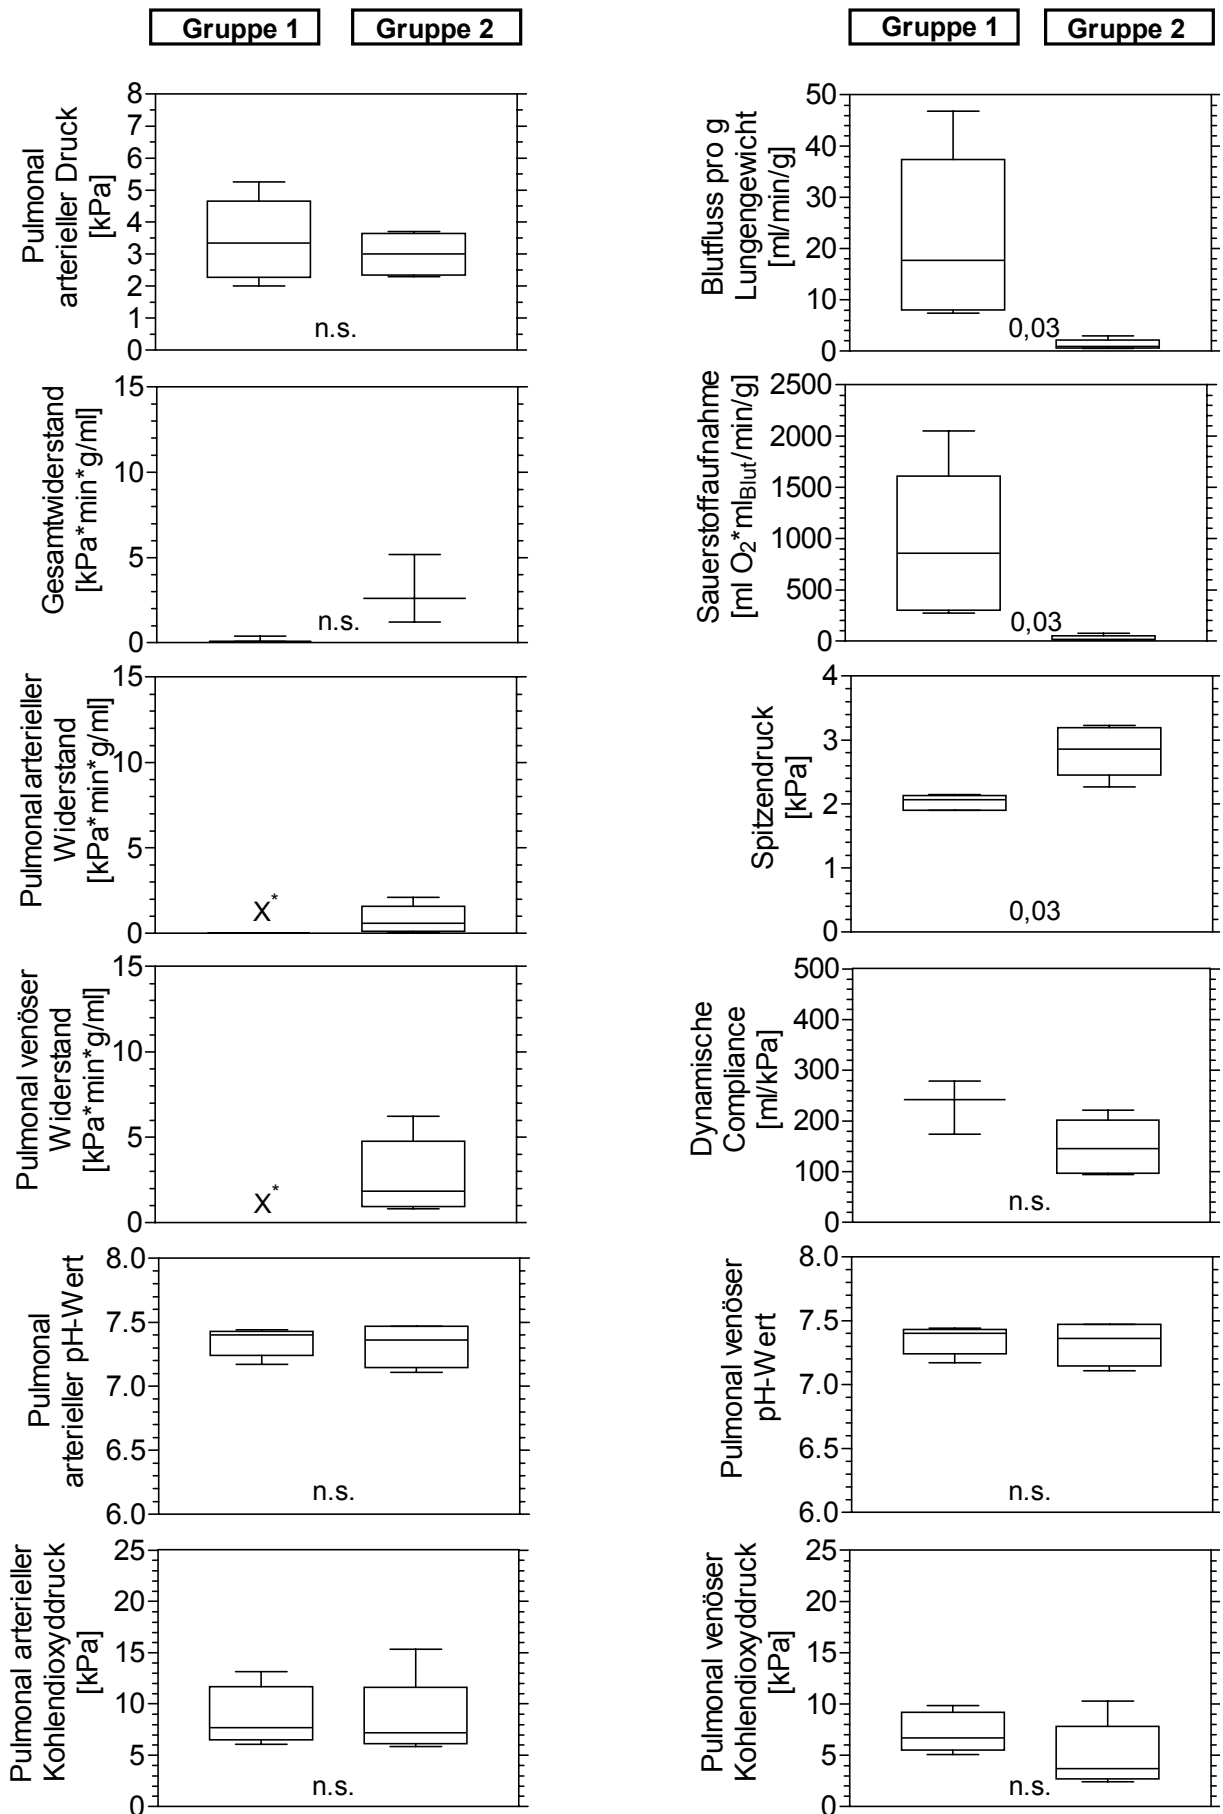 Gruppe 1
Gruppe 2
Gruppe 1
Gruppe 2
Pulmonal
arterieller Druck
[kPa]
8
7
6
5
4
3
2
1
0
n.s.
Blutfluss pro g
Lungengewicht
[ml/min/g]
50
40
30
20
10
0
0,03
Gesamtwiderstand
[kPa*min*g/ml]
15
10
5
0
n.s.
Sauerstoffaufnahme
[ml O₂*ml_Blut/min/g]
2500
2000
1500
1000
500
0
0,03
Pulmonal arterieller
Widerstand
[kPa*min*g/ml]
15
10
5
0
X*
Spitzendruck
[kPa]
4
3
2
1
0
0,03
Pulmonal venöser
Widerstand
[kPa*min*g/ml]
15
10
5
0
X*
Dynamische
Compliance
[ml/kPa]
500
400
300
200
100
0
n.s.
Pulmonal
arterieller pH-Wert
8.0
7.5
7.0
6.5
6.0
n.s.
Pulmonal venöser
pH-Wert
8.0
7.5
7.0
6.5
6.0
n.s.
Pulmonal arterieller
Kohlendioxyddruck
[kPa]
25
20
15
10
5
0
n.s.
Pulmonal venöser
Kohlendioxyddruck
[kPa]
25
20
15
10
5
0
n.s.